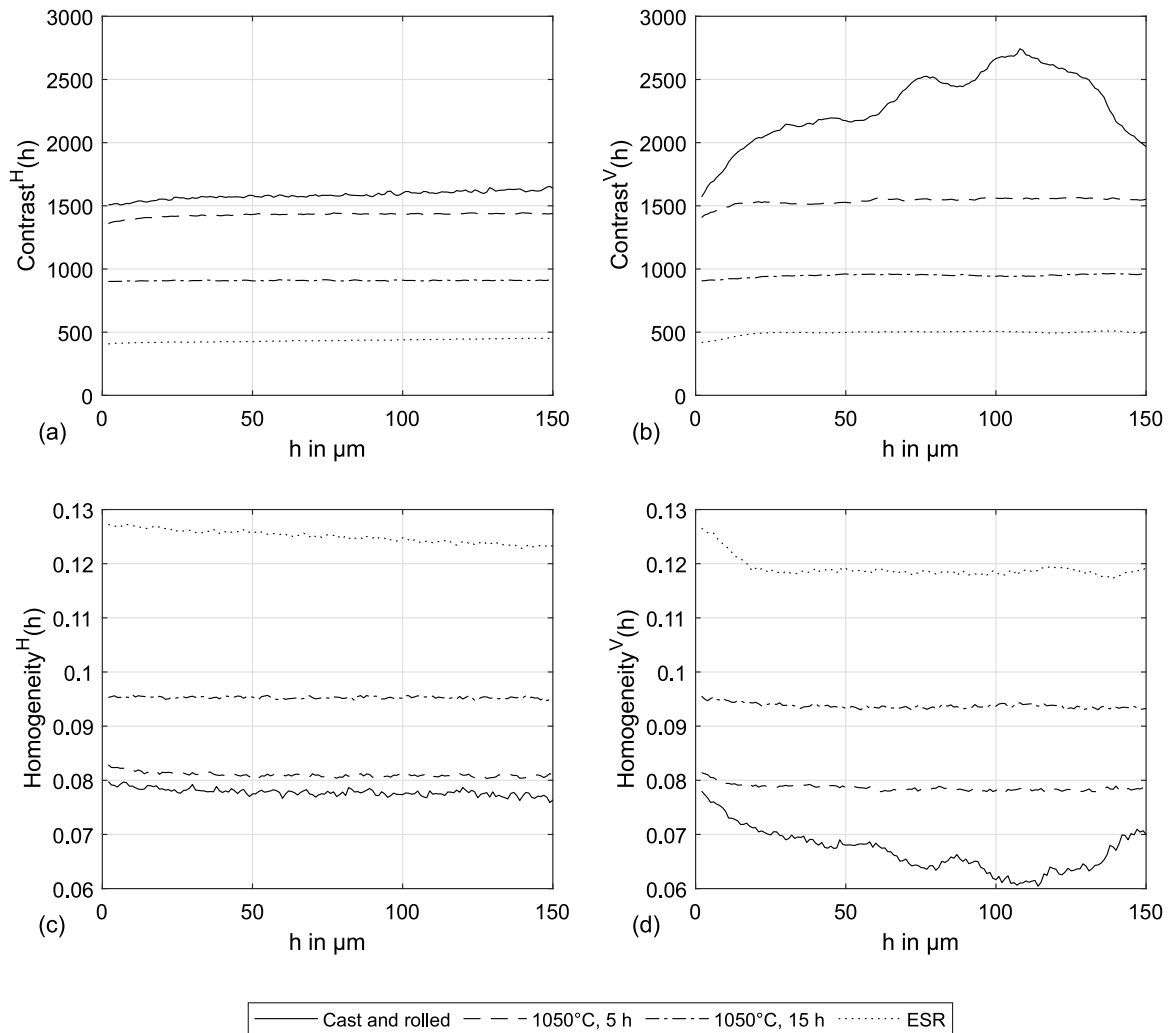 3000
2500
2000
1500
1000
500
0
Contrast^H(h)
0 50 100 150
(a) h in µm
3000
2500
2000
1500
1000
500
0
Contrast^V(h)
0 50 100 150
(b) h in µm
0.13
0.12
0.11
0.1
0.09
0.08
0.07
0.06
Homogeneity^H(h)
0 50 100 150
(c) h in µm
0.13
0.12
0.11
0.1
0.09
0.08
0.07
0.06
Homogeneity^V(h)
0 50 100 150
(d) h in µm
Cast and rolled 1050°C, 5 h 1050°C, 15 h ESR